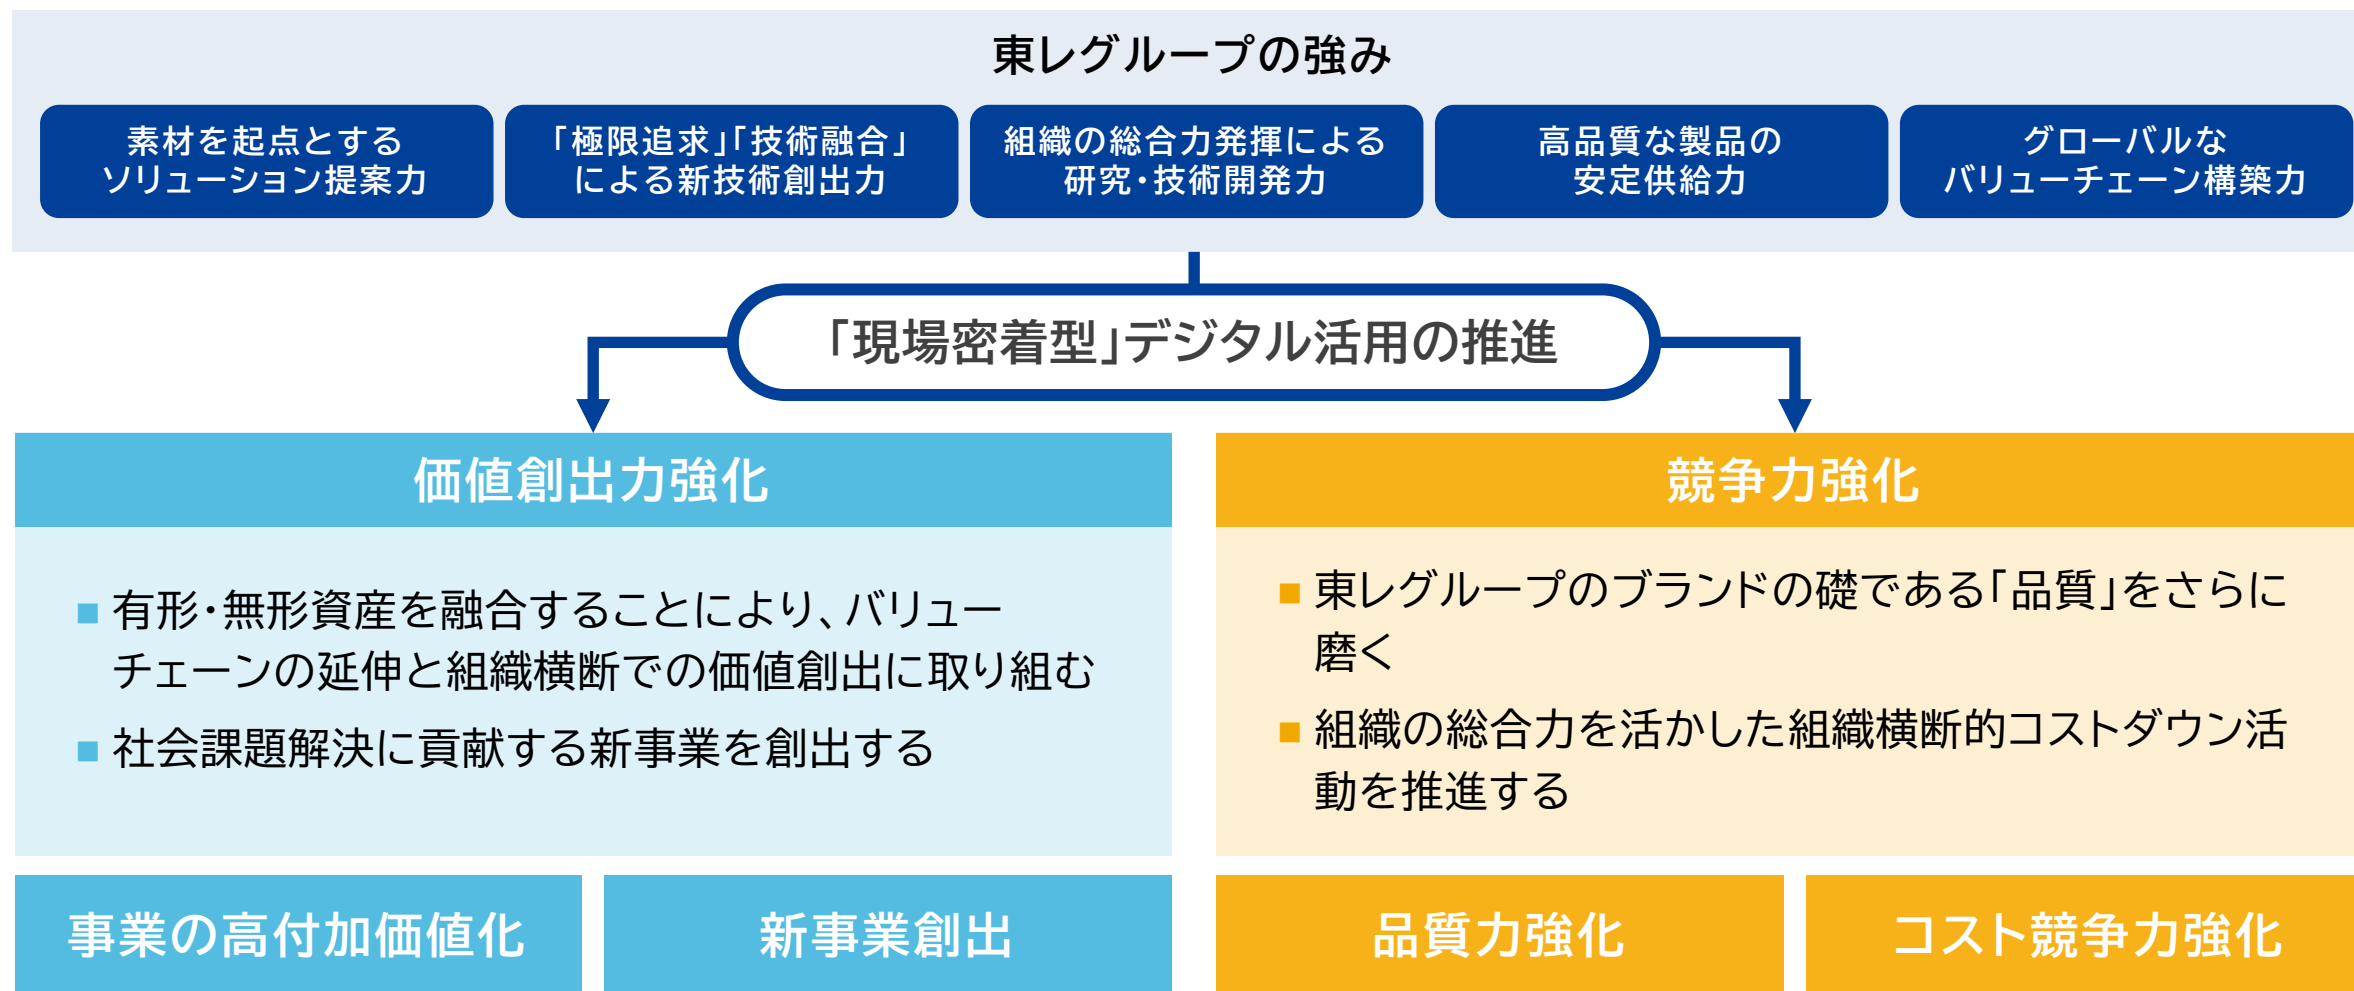 東レグループの強み
素材を起点とする
ソリューション提案力
「極限追求」「技術融合」
による新技術創出力
組織の総合力発揮による
研究・技術開発力
高品質な製品の
安定供給力
グローバルな
バリューチェーン構築力
「現場密着型」デジタル活用の推進
価値創出力強化
■ 有形・無形資産を融合することにより、バリュー
チェーンの延伸と組織横断での価値創出に取り組む
■ 社会課題解決に貢献する新事業を創出する
事業の高付加価値化
新事業創出
競争力強化
■ 東レグループのブランドの礎である「品質」をさらに
磨く
■ 組織の総合力を活かした組織横断的コストダウン活
動を推進する
品質力強化
コスト競争力強化